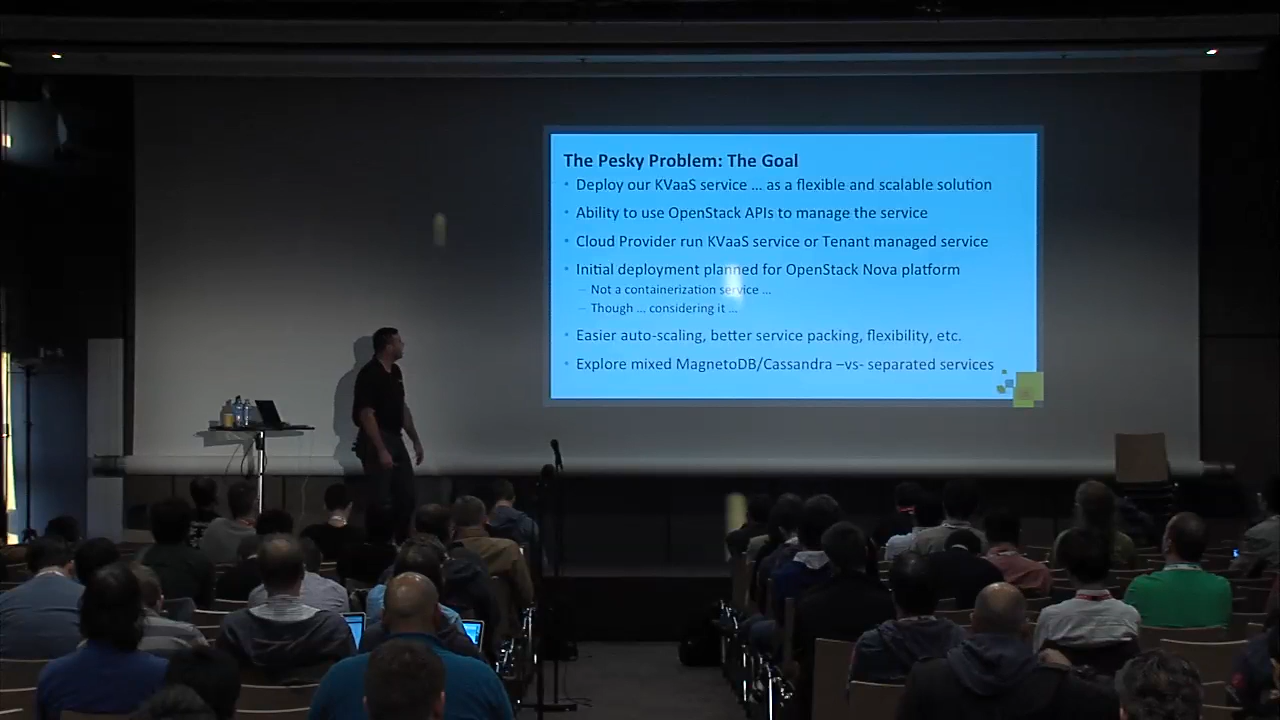 The Pesky Problem: The Goal
• Deploy our KVaaS service ... as a flexible and scalable solution
• Ability to use OpenStack APIs to manage the service
• Cloud Provider run KVaaS service or Tenant managed service
• Initial deployment planned for OpenStack Nova platform
– Not a containerization service ...
– Though ... considering it ...
• Easier auto-scaling, better service packing, flexibility, etc.
• Explore mixed MagnetoDB/Cassandra –vs- separated services